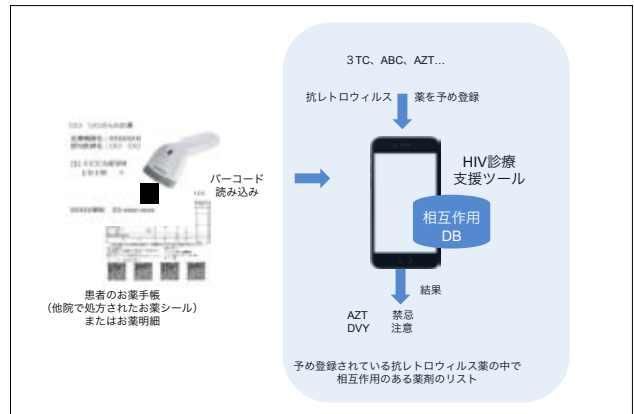 3TC、ABC、AZT…
抗レトロウィルス 薬を予め登録
HIV診療
支援ツール
バーコード
読み込み
相互作用
DB
結果
患者のお薬手帳
（他院で処方されたお薬シール）
またはお薬明細
AZT 禁忌
DVY 注意
予め登録されている抗レトロウィルス薬の中で
相互作用のある薬剤のリスト